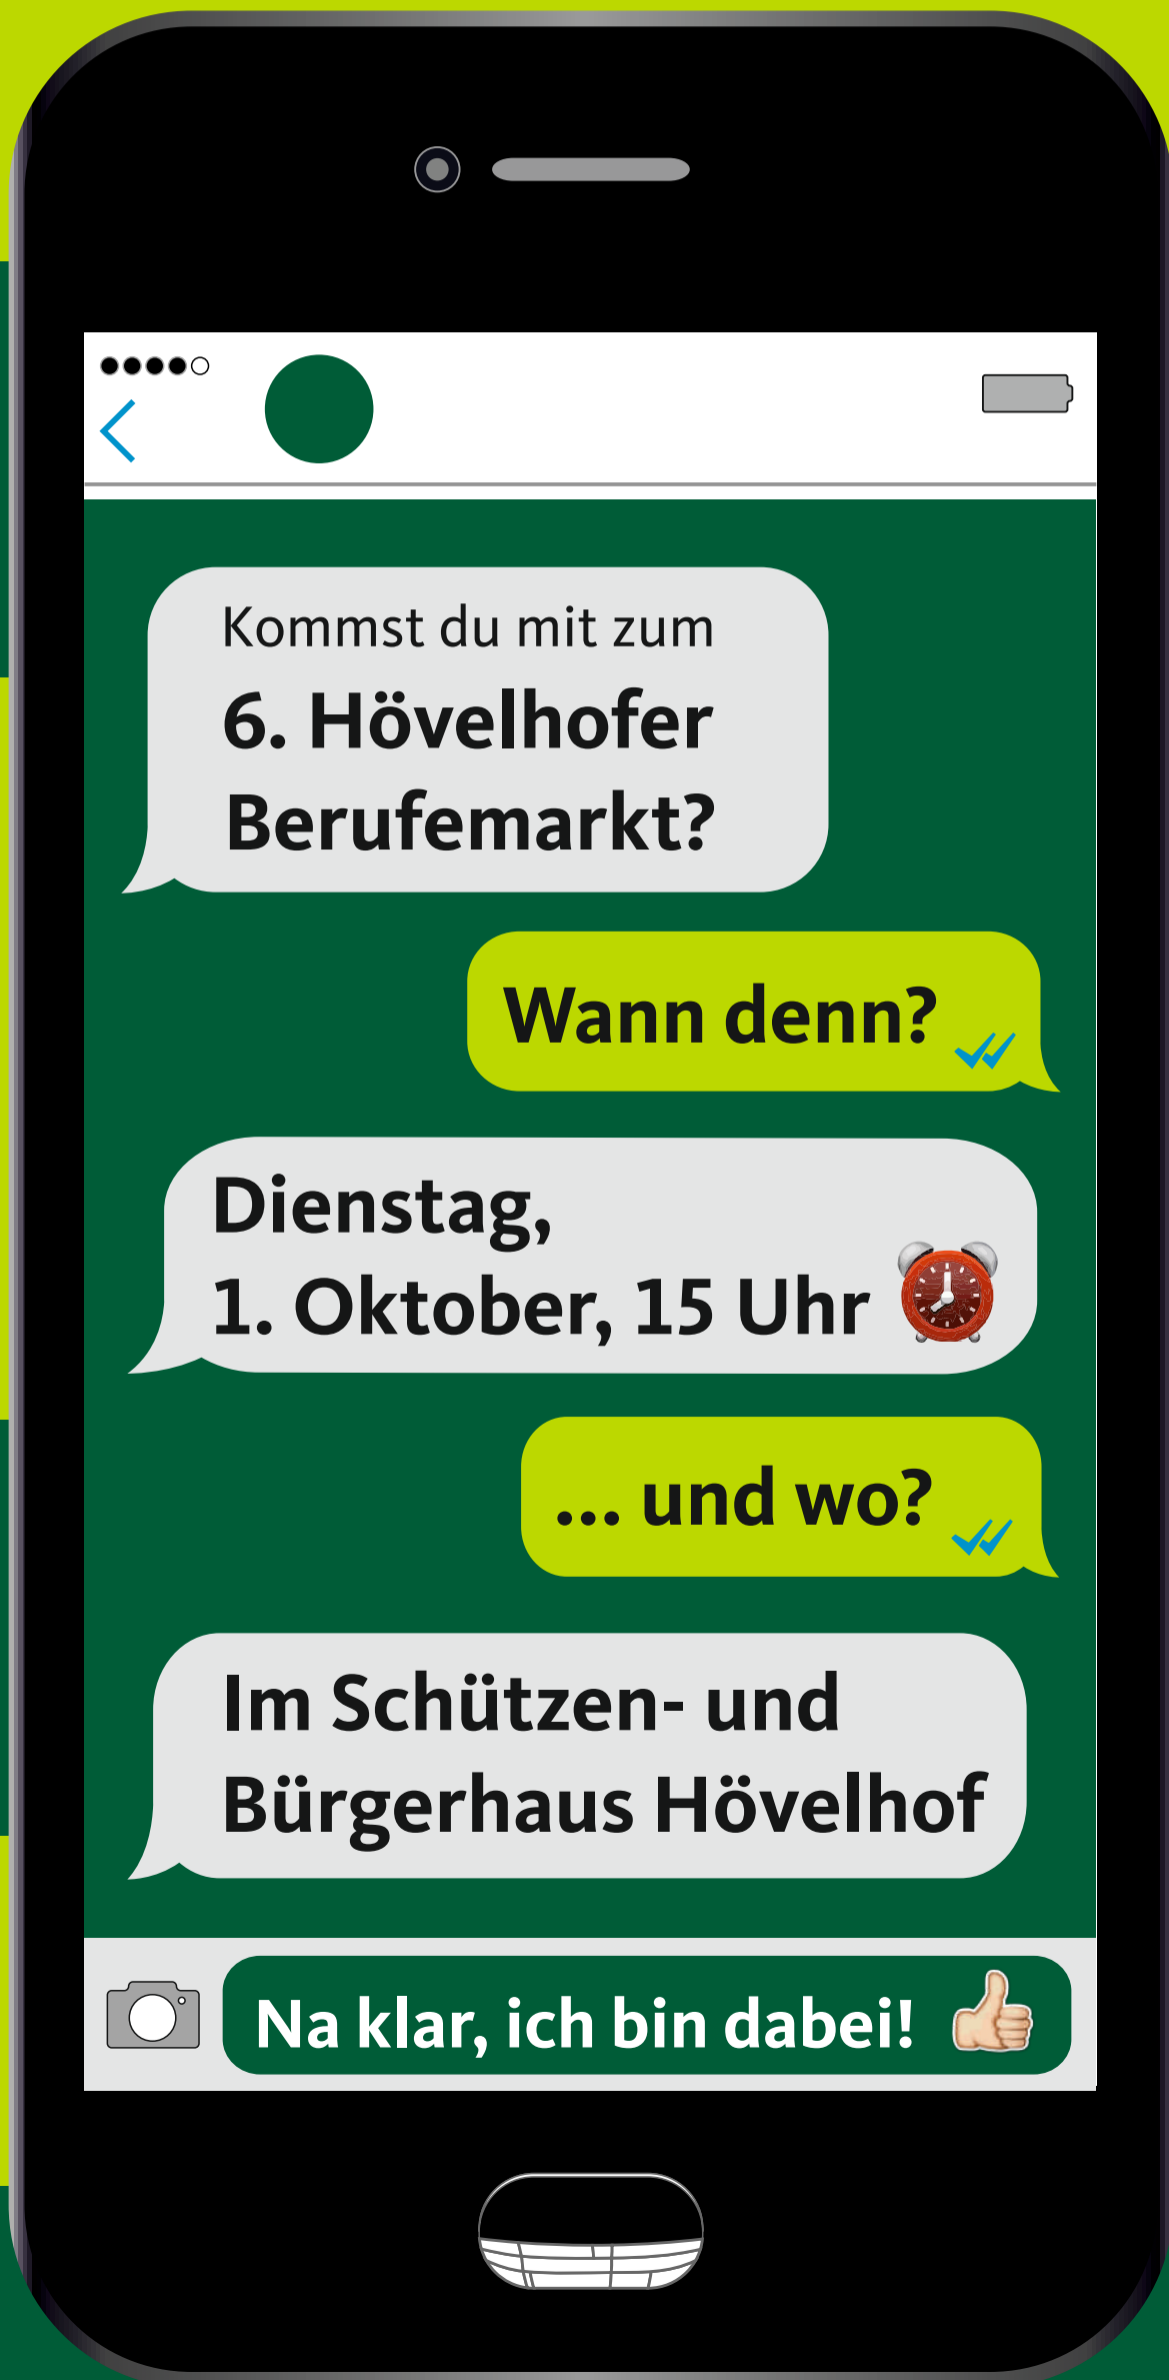 Kommst du mit zum
6. Hövelhofer
Berufemarkt?
Wann denn?
Dienstag,
1. Oktober, 15 Uhr
... und wo?
Im Schützen- und
Bürgerhaus Hövelhof
Na klar, ich bin dabei!